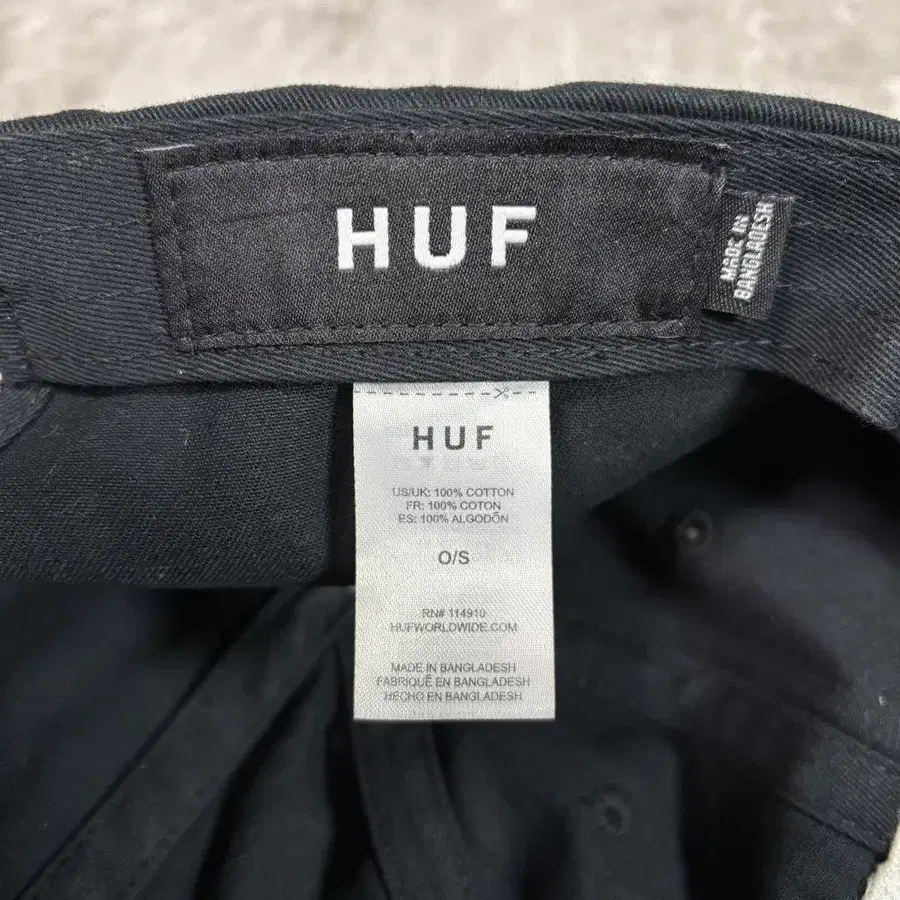 HUF
MADE IN
BANGLADESH
HUF
US/UK: 100% COTTON
FR: 100% COTON
ES: 100% ALGODÓN
O/S
RN# 114910
HUFWORLDWIDE.COM
MADE IN BANGLADESH
FABRIQUÉ EN BANGLADESH
HECHO EN BANGLADESH